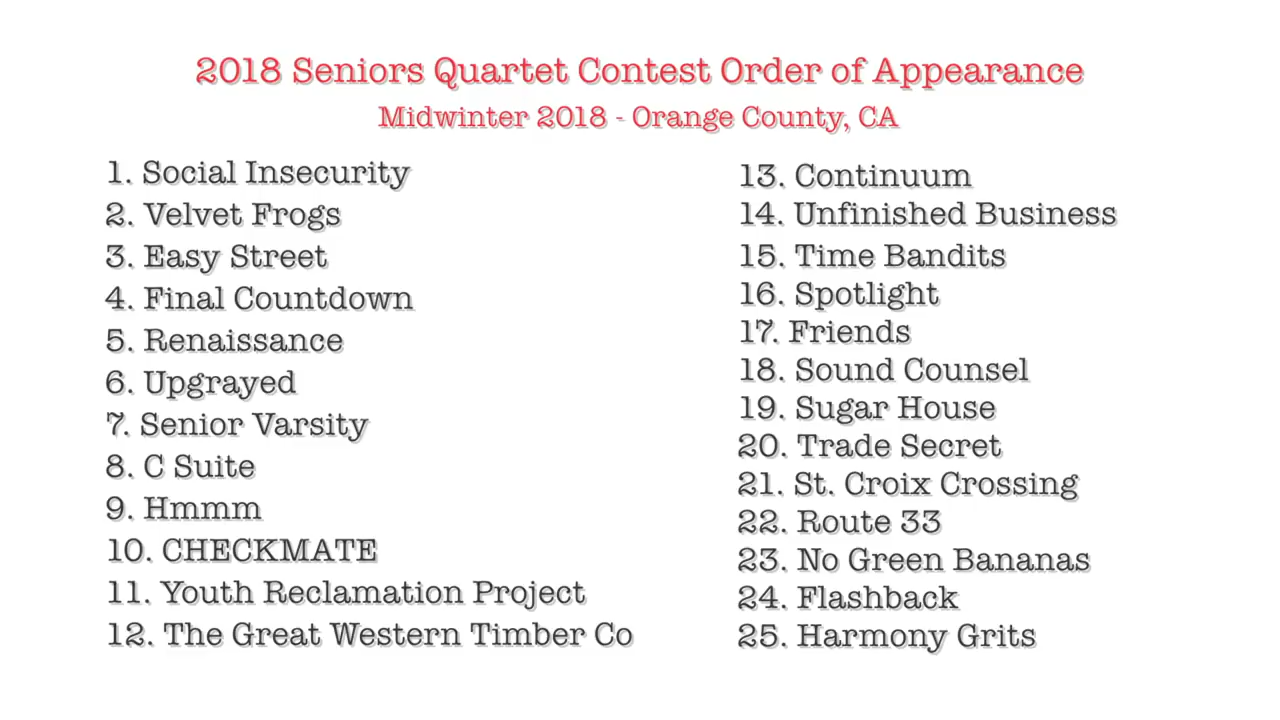 2018 Seniors Quartet Contest Order of Appearance
Midwinter 2018 - Orange County, CA
1. Social Insecurity
2. Velvet Frogs
3. Easy Street
4. Final Countdown
5. Renaissance
6. Upgrayed
7. Senior Varsity
8. C Suite
9. Hmmm
10. CHECKMATE
11. Youth Reclamation Project
12. The Great Western Timber Co
13. Continuum
14. Unfinished Business
15. Time Bandits
16. Spotlight
17. Friends
18. Sound Counsel
19. Sugar House
20. Trade Secret
21. St. Croix Crossing
22. Route 33
23. No Green Bananas
24. Flashback
25. Harmony Grits